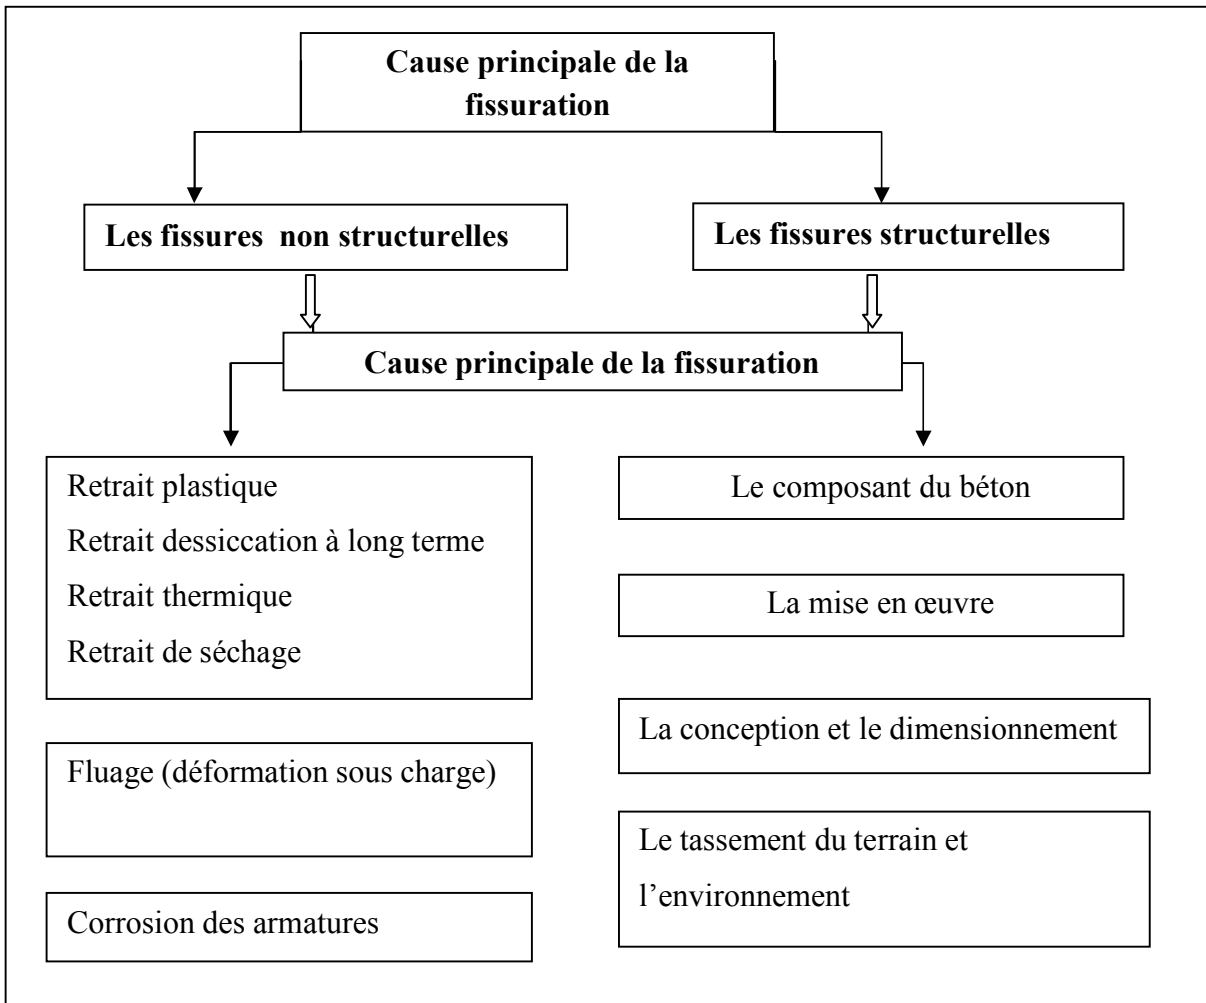 Cause principale de la
fissuration
Les fissures non structurelles
Les fissures structurelles
Cause principale de la fissuration
Retrait plastique
Retrait dessiccation à long terme
Retrait thermique
Retrait de séchage
Fluage (déformation sous charge)
Corrosion des armatures
Le composant du béton
La mise en œuvre
La conception et le dimensionnement
Le tassement du terrain et
l’environnement